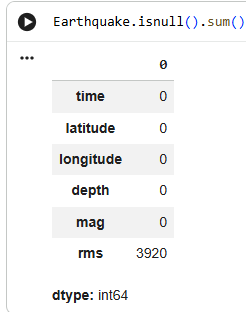 Earthquake.isnull().sum()
0
time 0
latitude 0
longitude 0
depth 0
mag 0
rms 3920
dtype: int64